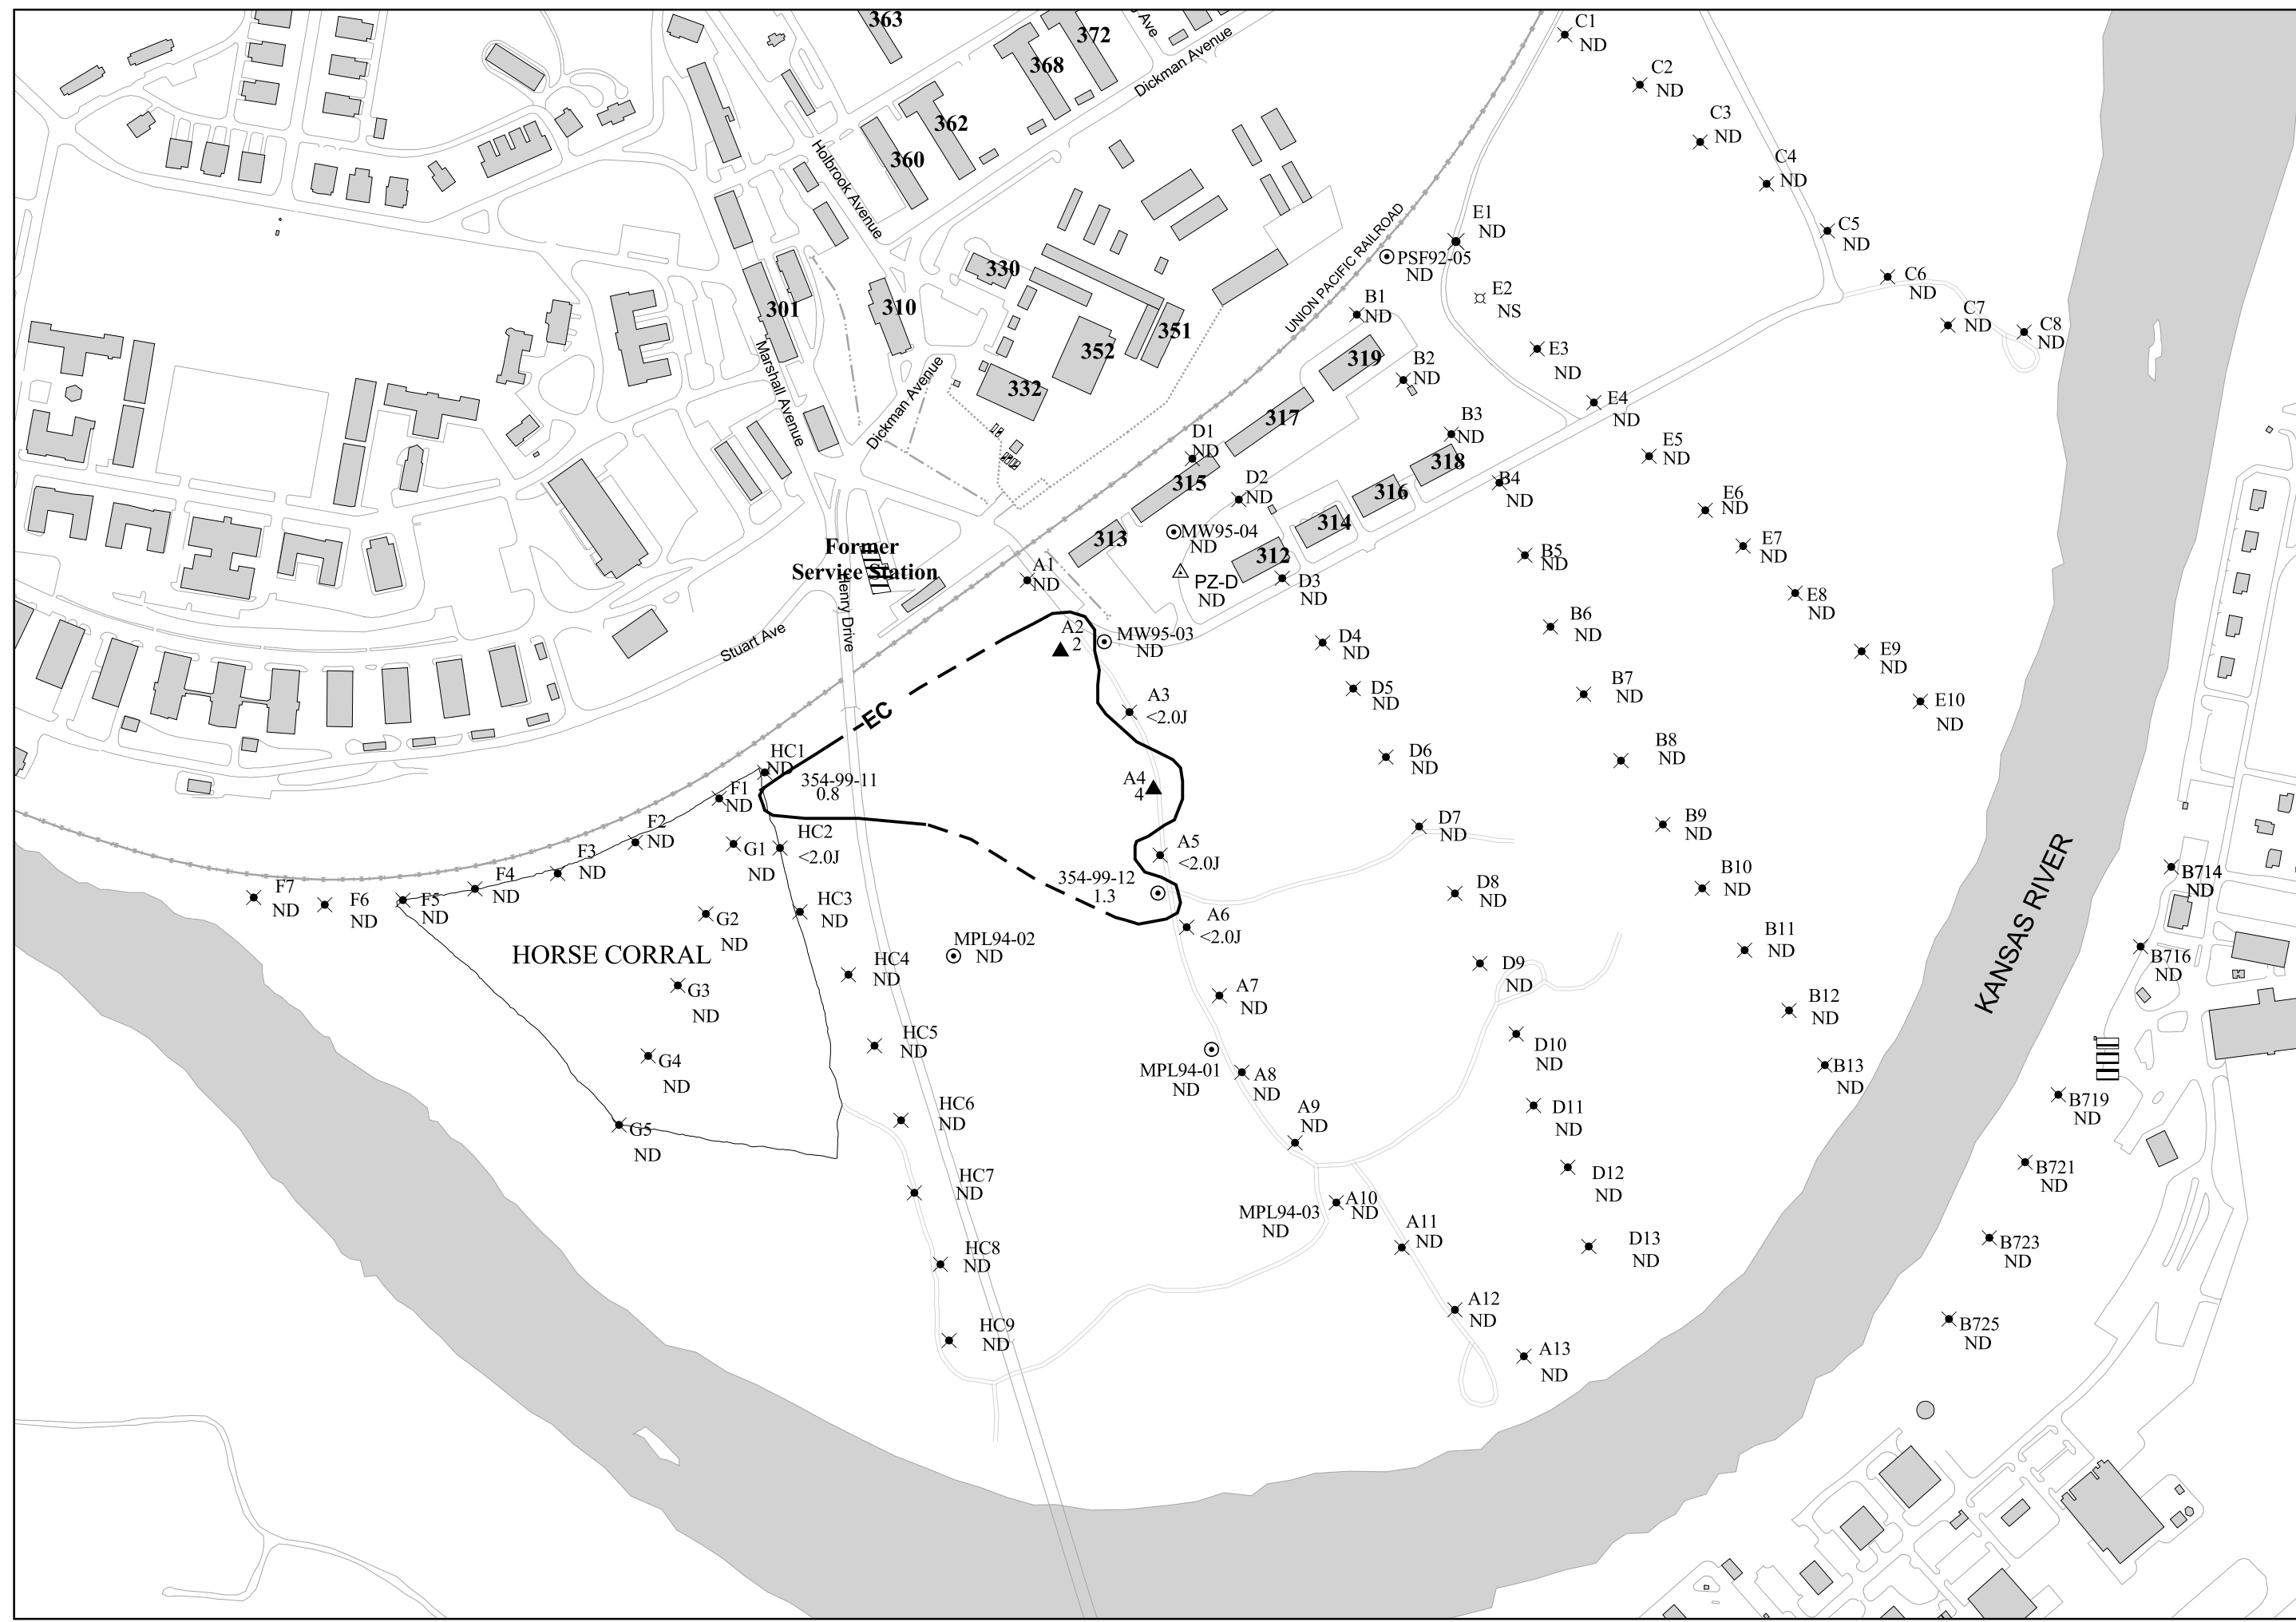 363
372
368
Ave
Dickman Avenue
362
360
Holbrook Avenue
C1
ND
C2
ND
C3
ND
C4
ND
C5
ND
C6
ND
C7
ND
C8
ND
E1
ND
UNION PACIFIC RAILROAD
PSF92-05
ND
E2
NS
330
301
310
351
352
332
Marshall Avenue
Dickman Avenue
B1
ND
319
B2
ND
E3
ND
E4
ND
317
B3
ND
318
D1
ND
315
D2
ND
316
B4
ND
E5
ND
E6
ND
314
MW95-04
ND
313
312
Former
Service Station
Henry Drive
Stuart Ave
A1
ND
PZ-D
ND
D3
ND
B5
ND
E7
ND
E8
ND
A2
2
MW95-03
ND
D4
ND
B6
ND
E9
ND
A3
<2.0J
D5
ND
B7
ND
E10
ND
EC
HC1
ND
354-99-11
0.8
F1
ND
A4
4
D6
ND
B8
ND
F2
ND
G1
ND
HC2
<2.0J
A5
<2.0J
D7
ND
B9
ND
KANSAS RIVER
F3
ND
F4
ND
F5
ND
F6
ND
F7
ND
354-99-12
1.3
D8
ND
B10
ND
B714
ND
HC3
ND
G2
ND
A6
<2.0J
HORSE CORRAL
MPL94-02
ND
HC4
ND
D9
ND
B11
ND
B716
ND
G3
ND
A7
ND
B12
ND
HC5
ND
D10
ND
G4
ND
MPL94-01
ND
A8
ND
B13
ND
HC6
ND
A9
ND
D11
ND
B719
ND
G5
ND
HC7
ND
D12
ND
B721
ND
MPL94-03
ND
A10
ND
A11
ND
D13
ND
B723
ND
HC8
ND
A12
ND
HC9
ND
A13
ND
B725
ND